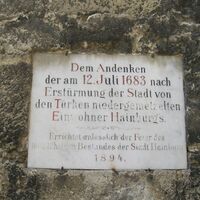 Dem Andenken
der am 12. Juli 1683 nach
Erstürmung der Stadt von
den Türken niedergemetzelten
Einwohner Hainburgs.
Errichtet anlässlich der Feier des
Bestandes der Stadt Hainburg
1894.